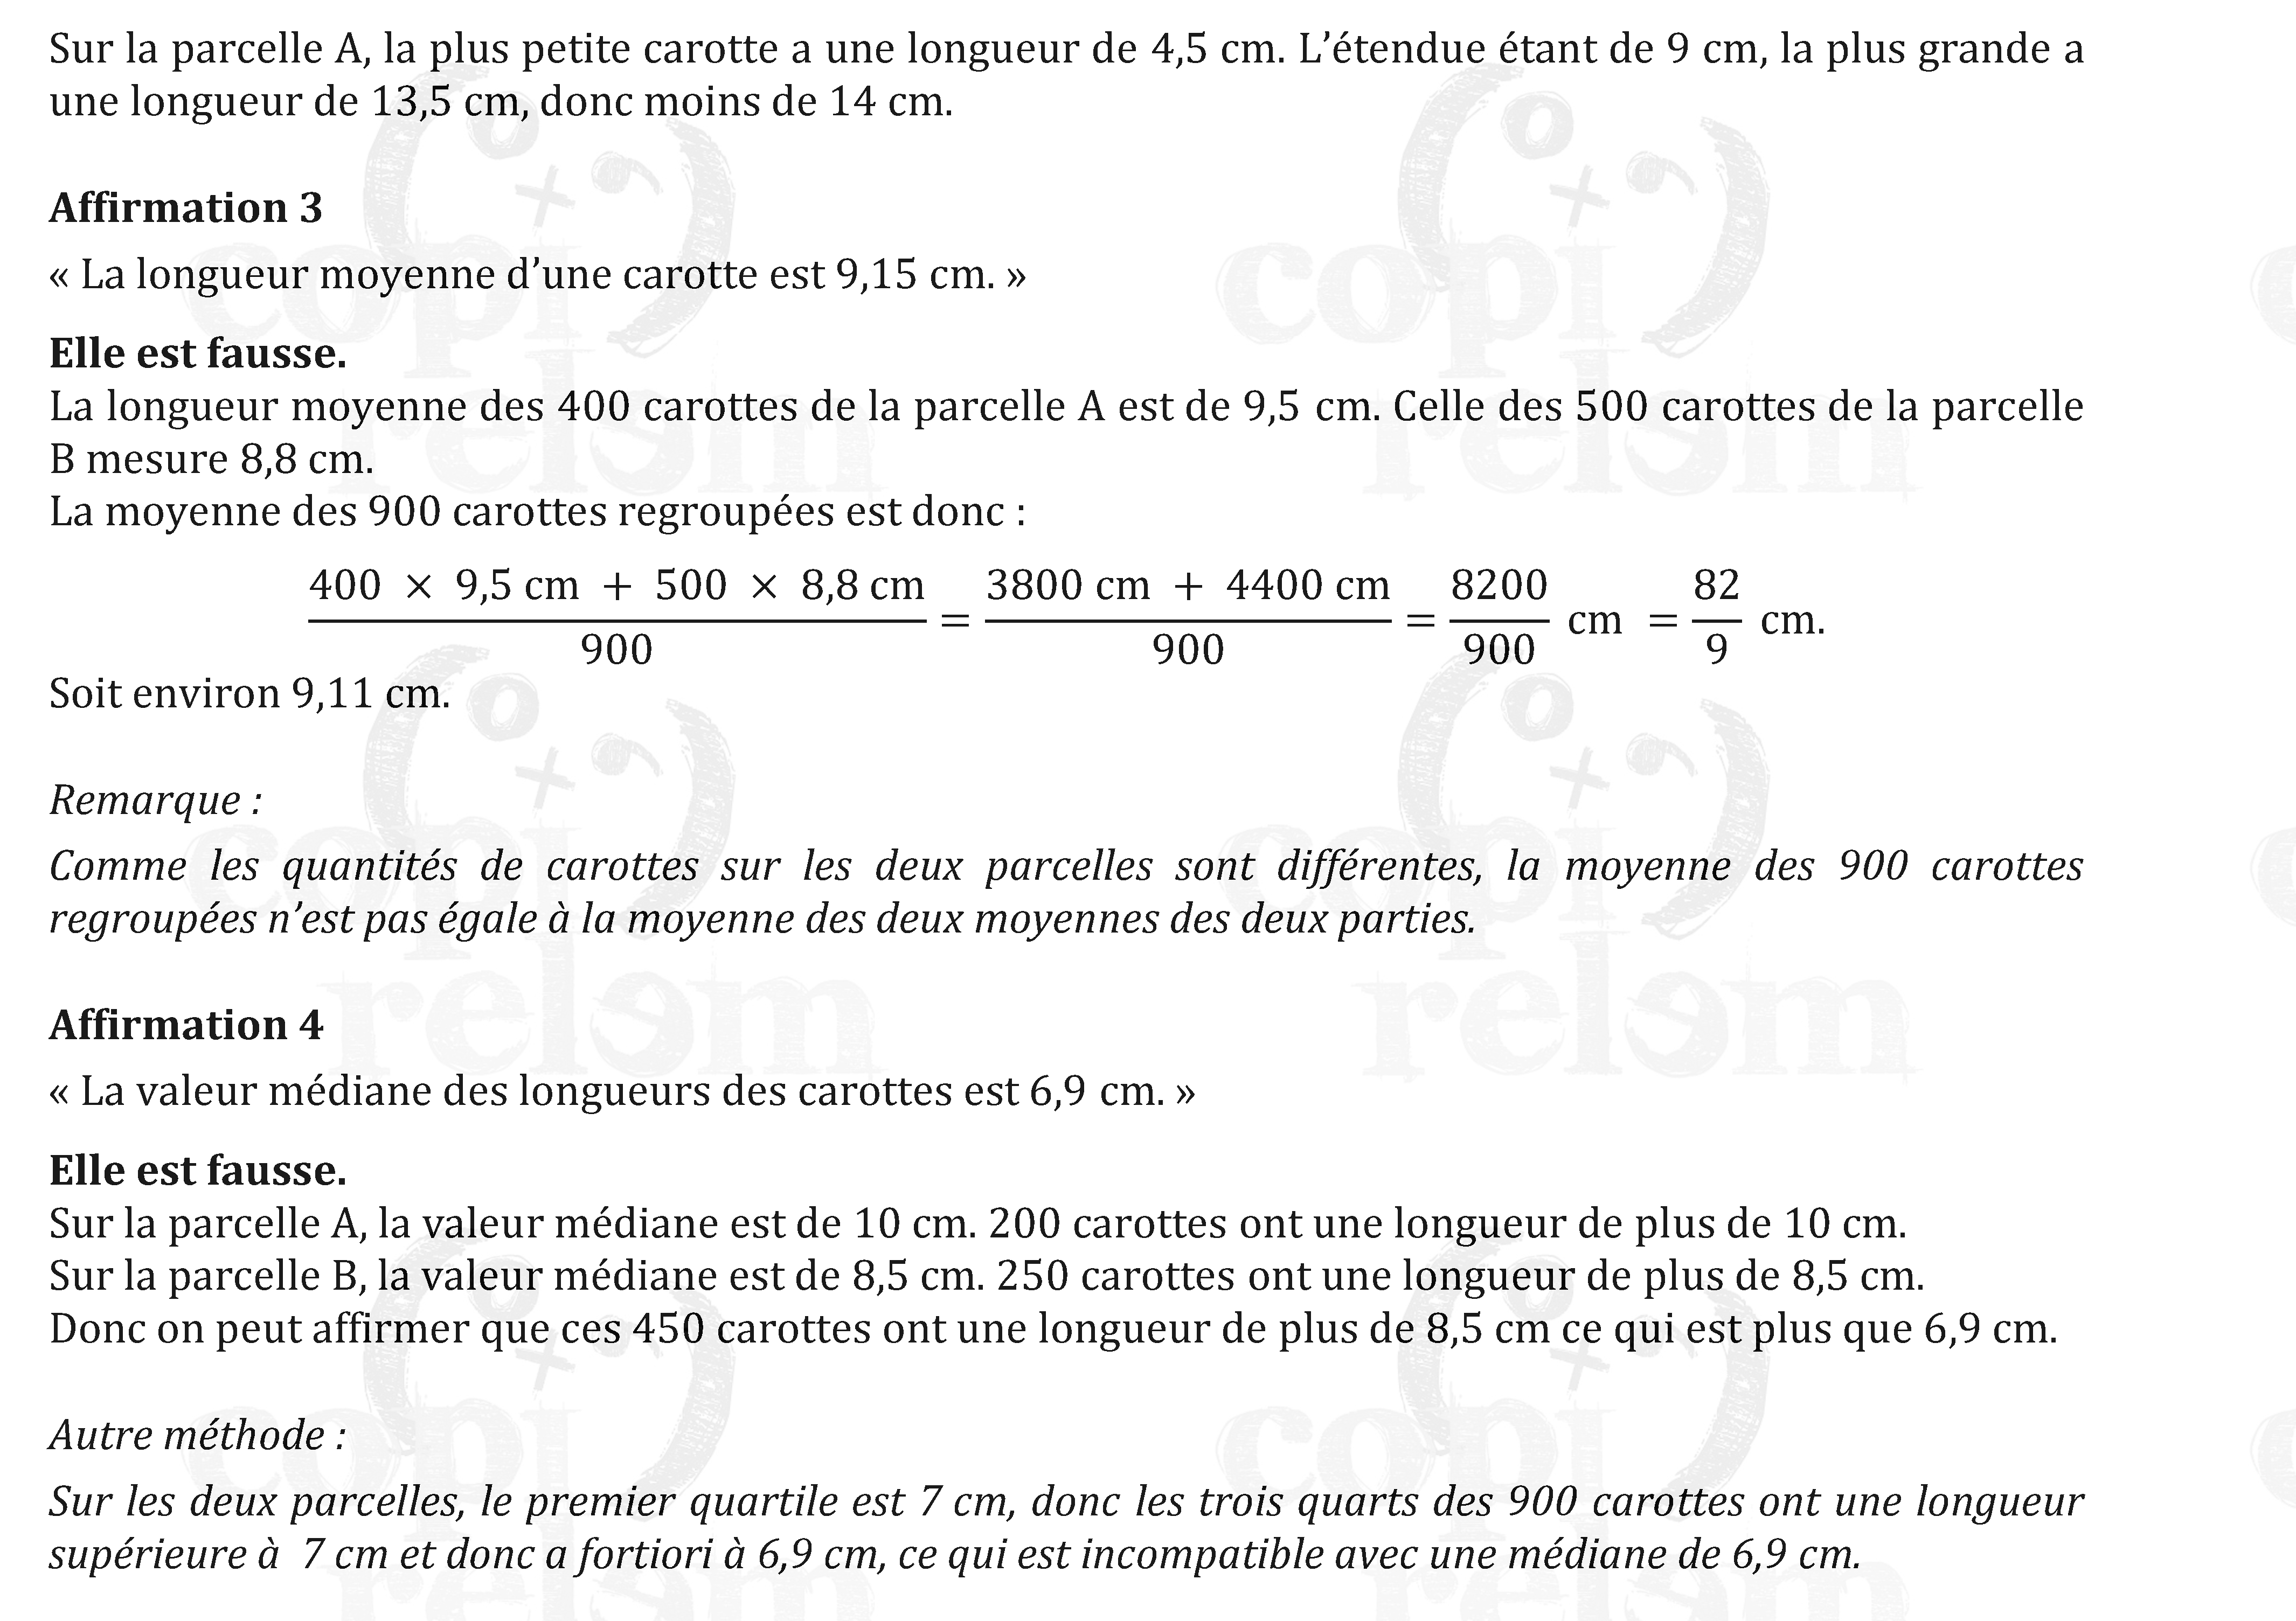 Sur la parcelle A, la plus petite carotte a une longueur de 4,5 cm. L’étendue étant de 9 cm, la plus grande a
une longueur de 13,5 cm, donc moins de 14 cm.
Affirmation 3
« La longueur moyenne d’une carotte est 9,15 cm. »
Elle est fausse.
La longueur moyenne des 400 carottes de la parcelle A est de 9,5 cm. Celle des 500 carottes de la parcelle
B mesure 8,8 cm.
La moyenne des 900 carottes regroupées est donc :
400 × 9,5 cm + 500 × 8,8 cm / 900 = 3800 cm + 4400 cm / 900 = 8200 / 900 cm = 82 / 9 cm.
Soit environ 9,11 cm.
Remarque :
Comme les quantités de carottes sur les deux parcelles sont différentes, la moyenne des 900 carottes
regroupées n’est pas égale à la moyenne des deux moyennes des deux parties.
Affirmation 4
« La valeur médiane des longueurs des carottes est 6,9 cm. »
Elle est fausse.
Sur la parcelle A, la valeur médiane est de 10 cm. 200 carottes ont une longueur de plus de 10 cm.
Sur la parcelle B, la valeur médiane est de 8,5 cm. 250 carottes ont une longueur de plus de 8,5 cm.
Donc on peut affirmer que ces 450 carottes ont une longueur de plus de 8,5 cm ce qui est plus que 6,9 cm.
Autre méthode :
Sur les deux parcelles, le premier quartile est 7 cm, donc les trois quarts des 900 carottes ont une longueur
supérieure à 7 cm et donc a fortiori à 6,9 cm, ce qui est incompatible avec une médiane de 6,9 cm.
copi
relem